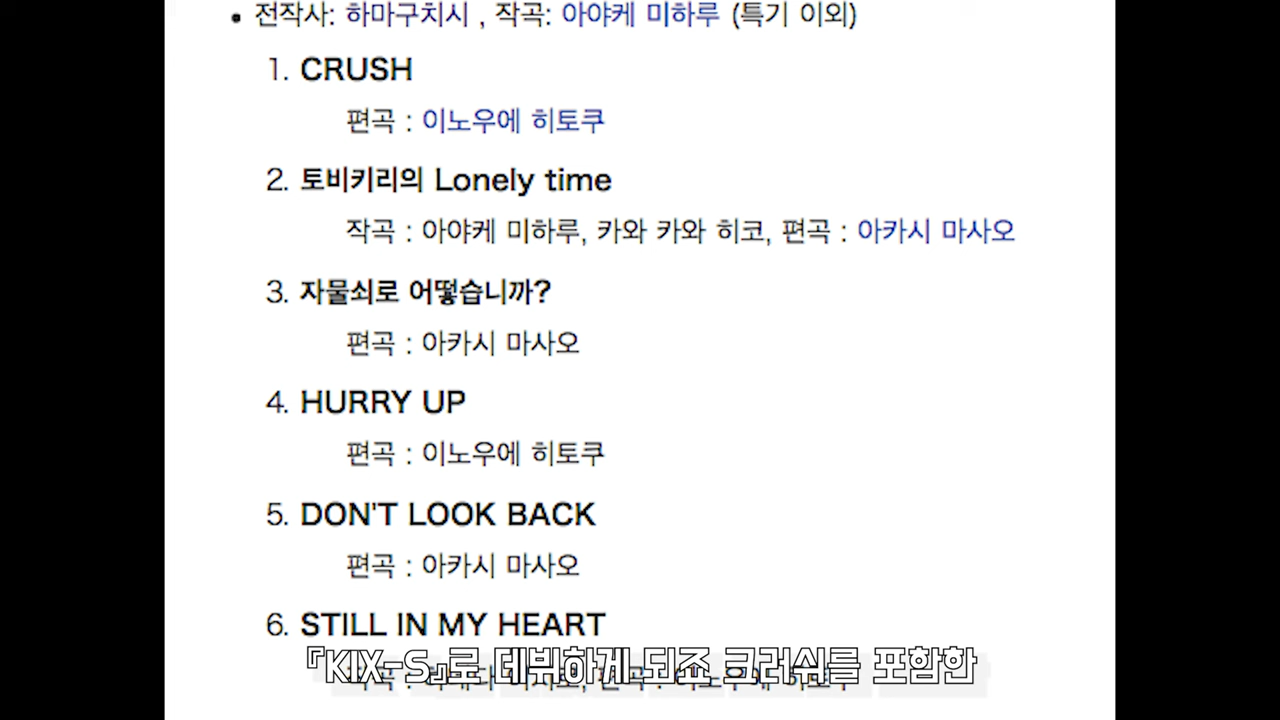 • 전작사: 하마구치시 , 작곡: 아야케 미하루 (특기 이외)
1. CRUSH
편곡 : 이노우에 히토쿠
2. 토비키리의 Lonely time
작곡 : 아야케 미하루, 카와 카와 히코, 편곡 : 아카시 마사오
3. 자물쇠로 어떻습니까?
편곡 : 아카시 마사오
4. HURRY UP
편곡 : 이노우에 히토쿠
5. DON'T LOOK BACK
편곡 : 아카시 마사오
6. STILL IN MY HEART
『KIX-S』로 데뷔하게 되죠 크러쉬를 포함한